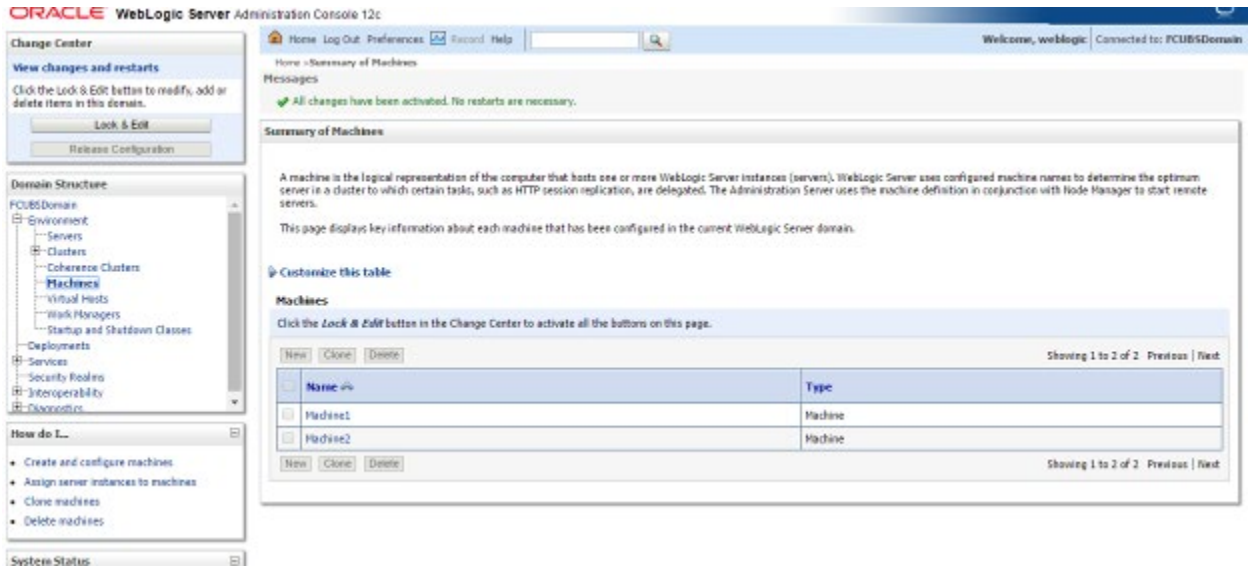 ORACLE WebLogic Server Administration Console 12c
Change Center
View changes and restarts
Click the Lock & Edit button to modify, add or
delete items in this domain.
Lock & Edit
Release Configuration
Domain Structure
FCUBSDomain
Environment
Servers
Clusters
Coherence Clusters
Machines
Virtual Hosts
Work Managers
Startup and Shutdown Classes
Deployments
Services
Security Realms
Interoperability
Diagnostics
How do I...
Create and configure machines
Assign server instances to machines
Clone machines
Delete machines
System Status
Home Log Out Preferences Record Help
Welcome, weblogic Connected to: FCUBSDomain
Home >Summary of Machines
Messages
All changes have been activated. No restarts are necessary.
Summary of Machines
A machine is the logical representation of the computer that hosts one or more WebLogic Server instances (servers). WebLogic Server uses configured machine names to determine the optimum
server in a cluster to which certain tasks, such as HTTP session replication, are delegated. The Administration Server uses the machine definition in conjunction with Node Manager to start remote
servers.
This page displays key information about each machine that has been configured in the current WebLogic Server domain.
Customize this table
Machines
Click the Lock & Edit button in the Change Center to activate all the buttons on this page.
New Clone Delete Showing 1 to 2 of 2 Previous | Next
Name Type
Machine1 Machine
Machine2 Machine
New Clone Delete Showing 1 to 2 of 2 Previous | Next